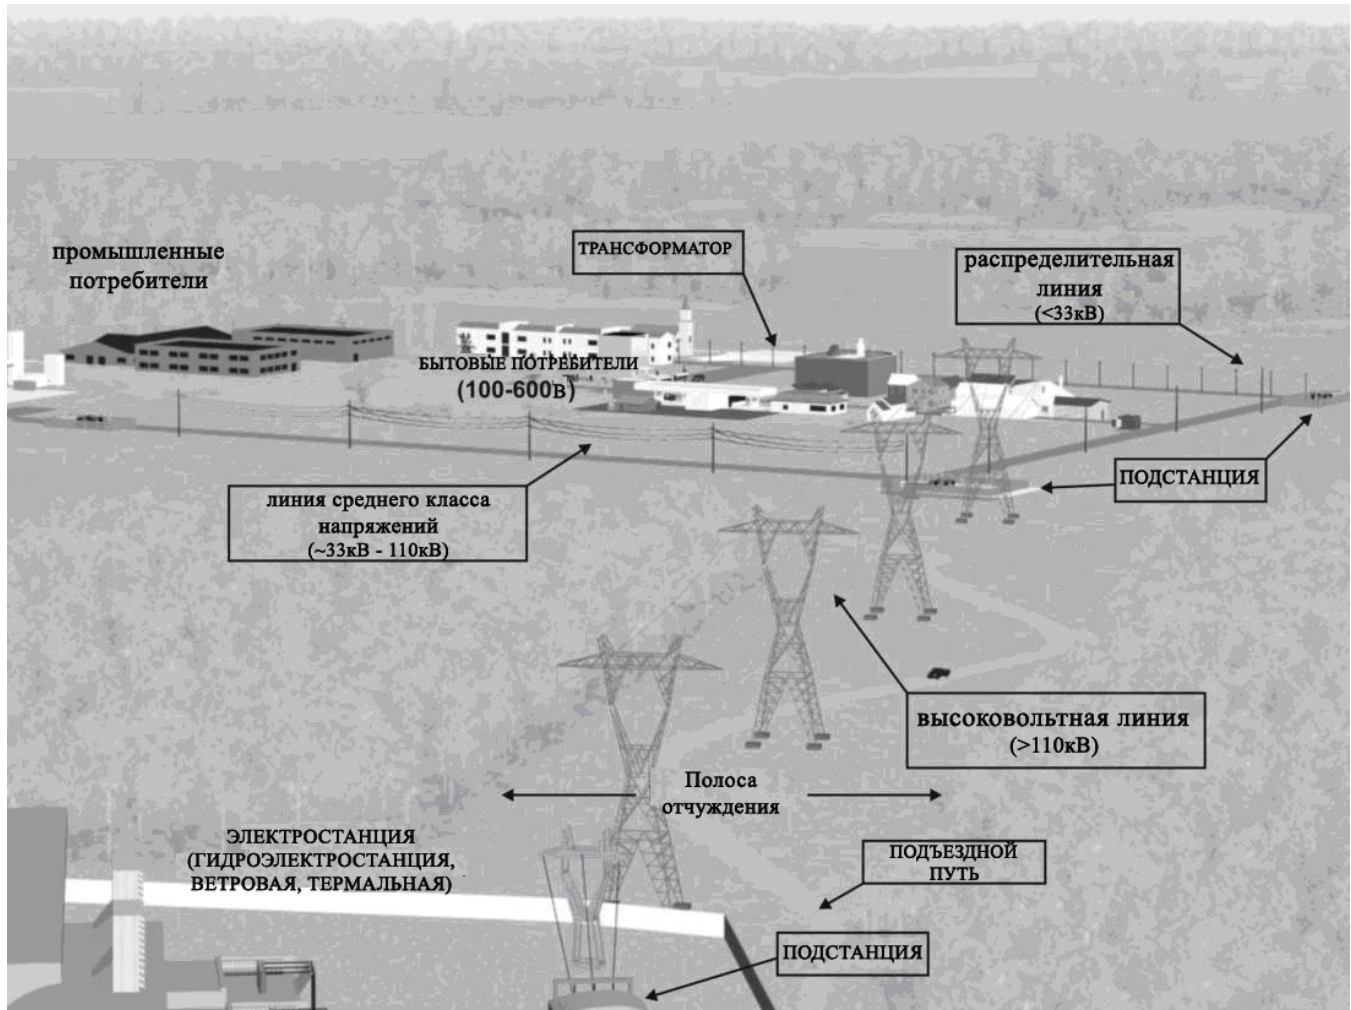 промышленные
потребители
ТРАНСФОРМАТОР
распределительная
линия
(<33кВ)
БЫТОВЫЕ ПОТРЕБИТЕЛИ
(100-600В)
ПОДСТАНЦИЯ
линия среднего класса
напряжений
(~33кВ - 110кВ)
высоковольтная линия
(>110кВ)
Полоса
отчуждения
ЭЛЕКТРОСТАНЦИЯ
(ГИДРОЭЛЕКТРОСТАНЦИЯ,
ВЕТРОВАЯ, ТЕРМАЛЬНАЯ)
ПОДЪЕЗДНОЙ
ПУТЬ
ПОДСТАНЦИЯ